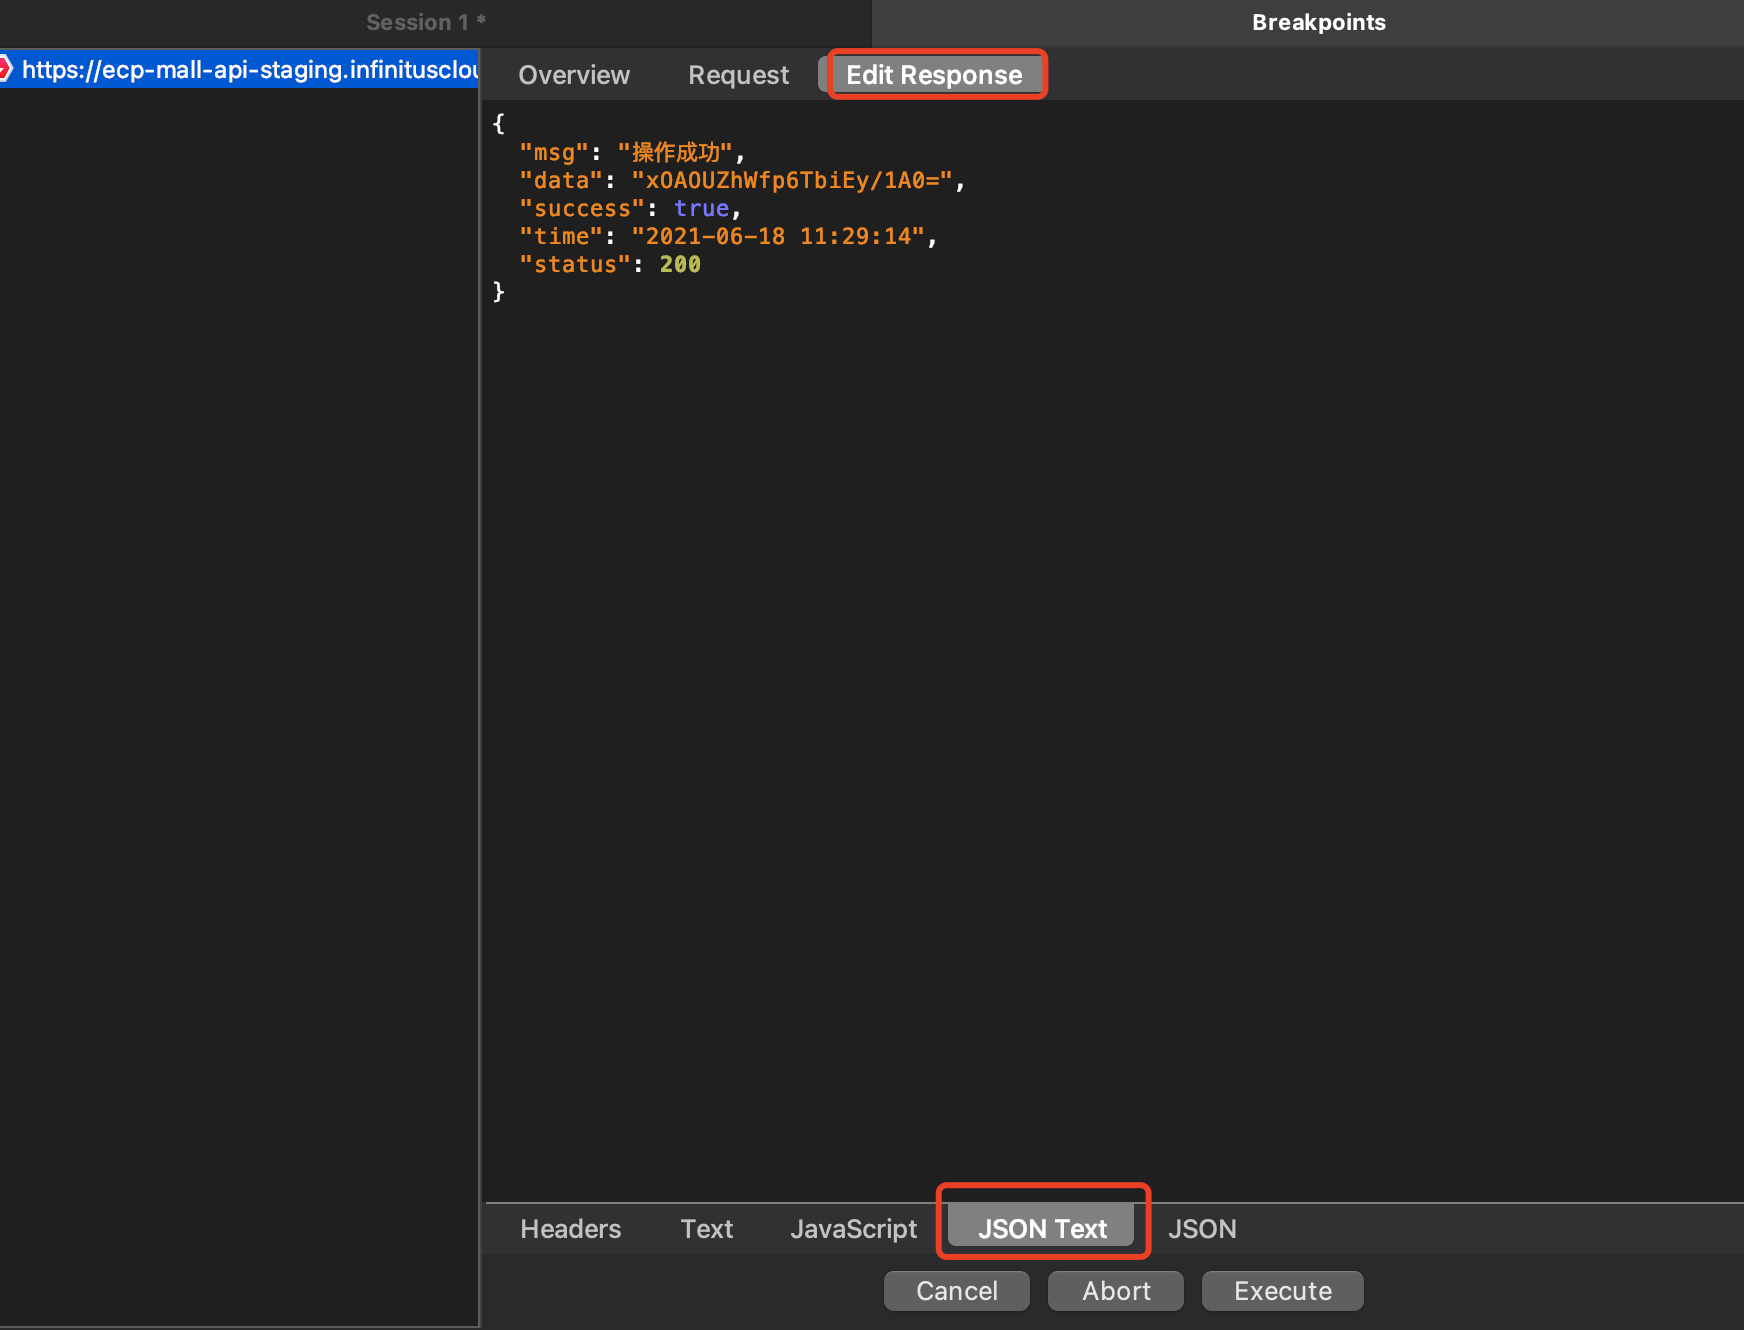 Session 1 *
Breakpoints
https://ecp-mall-api-staging.infinitusclou
Overview
Request
Edit Response
{
"msg": "操作成功",
"data": "xOAOUZhWfp6TbiEy/1A0=",
"success": true,
"time": "2021-06-18 11:29:14",
"status": 200
}
Headers
Text
JavaScript
JSON Text
JSON
Cancel
Abort
Execute